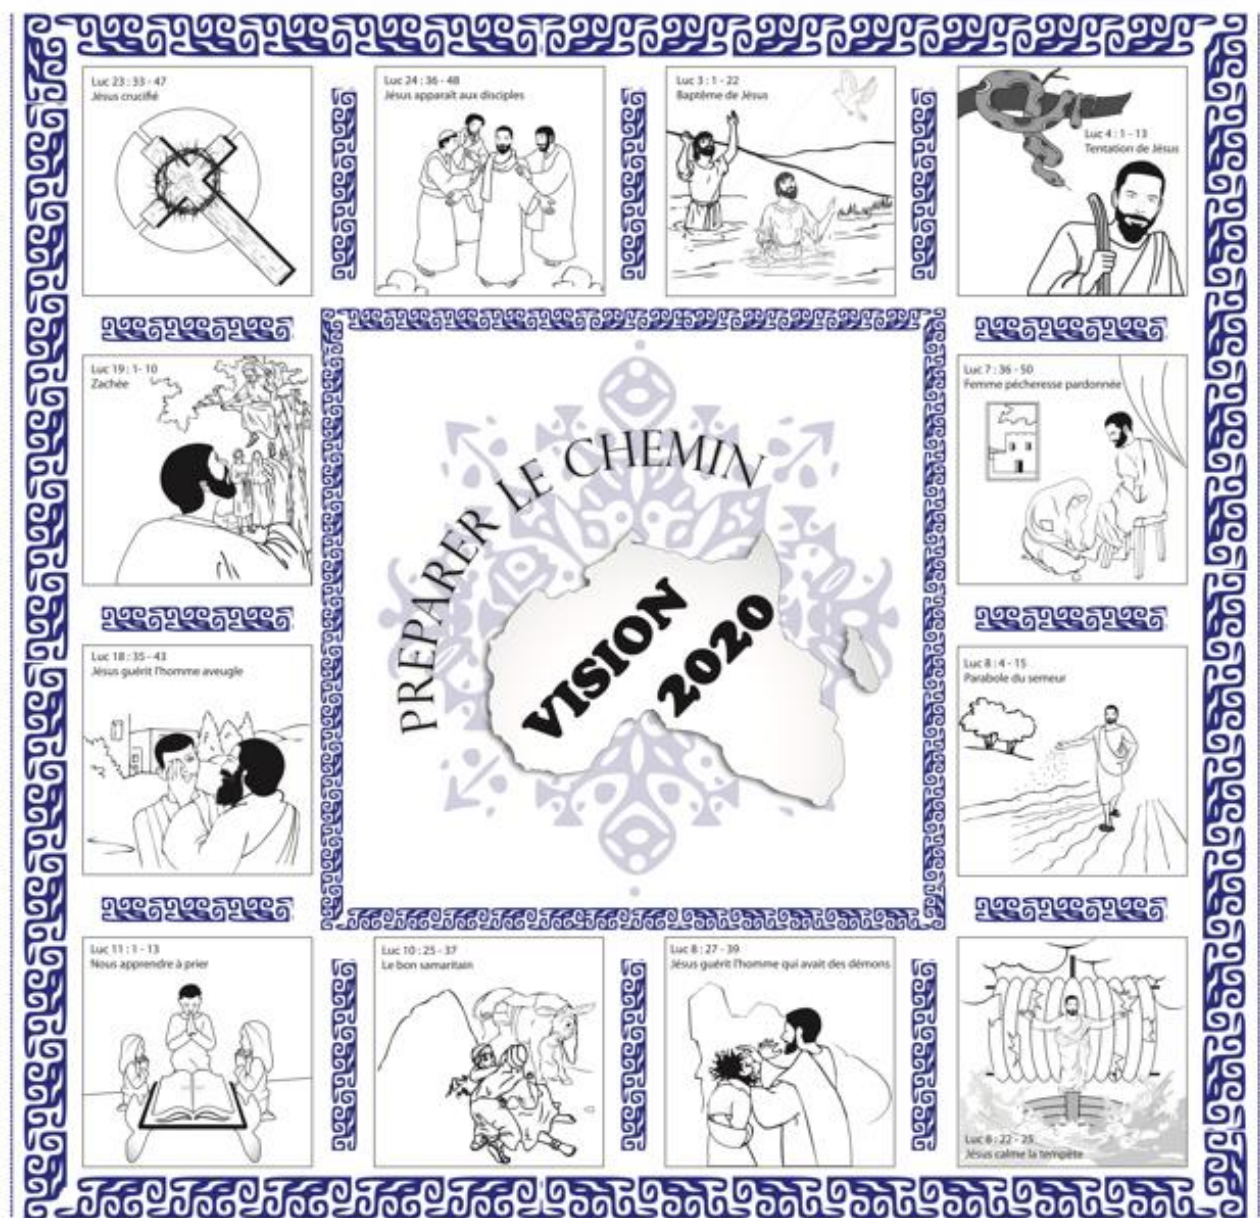 Luc 23 : 33 - 47
Jésus crucifié
Luc 24 : 36 - 48
Jésus apparaît aux disciples
Luc 3 : 1 - 22
Baptême de Jésus
Luc 4 : 1 - 13
Tentation de Jésus
Luc 19 : 1- 10
Zachée
PREPARER LE CHEMIN
VISION
2020
Luc 7 : 36 - 50
Femme pécheresse pardonnée
Luc 18 : 35 - 43
Jésus guérit l'homme aveugle
Luc 8 : 4 - 15
Parabole du semeur
Luc 11 : 1 - 13
Nous apprendre à prier
Luc 10 : 25 - 37
Le bon samaritain
Luc 8 : 27 - 39
Jésus guérit l'homme qui avait des démons
Luc 8 : 22 - 25
Jésus calme la tempête